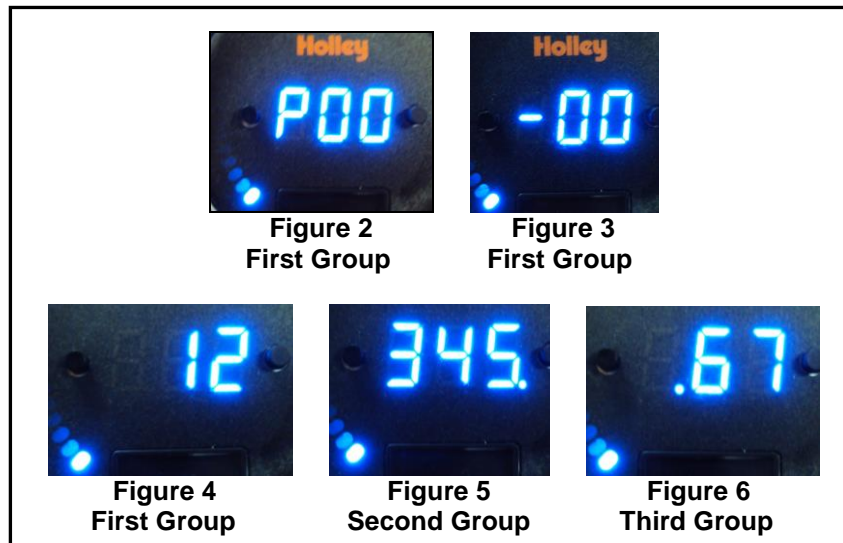 Holley
P00
Holley
-00
Figure 2
First Group
Figure 3
First Group
12
345.
.67
Figure 4
First Group
Figure 5
Second Group
Figure 6
Third Group